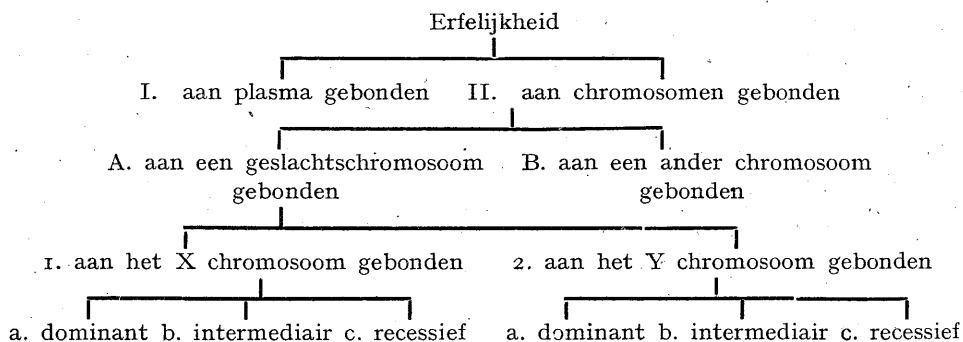 Erfelijkheid
I. aan plasma gebonden II. aan chromosomen gebonden
A. aan een geslachtschromosoom B. aan een ander chromosoom
gebonden gebonden
1. aan het X chromosoom gebonden 2. aan het Y chromosoom gebonden
a. dominant b. intermediair c. recessief a. dominant b. intermediair c. recessief